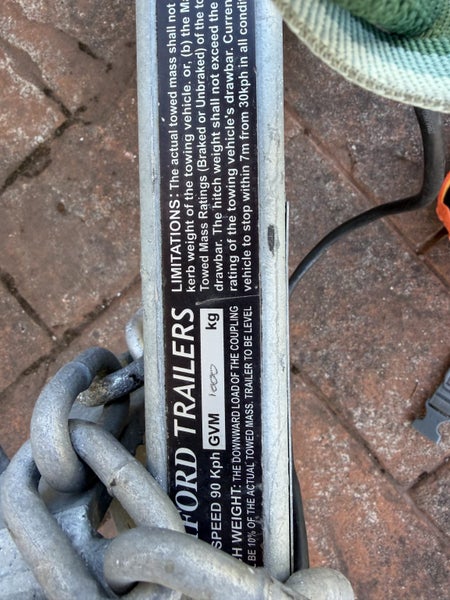 FORD TRAILERS
SPEED 90 Kph GVM 1000 kg
H WEIGHT: THE DOWNWARD LOAD OF THE COUPLING
BE 10% OF THE ACTUAL TOWED MASS. TRAILER TO BE LEVEL
LIMITATIONS: The actual towed mass shall not
kerb weight of the towing vehicle. or, (b) the Ma
Towed Mass Ratings (Braked or Unbraked) of the to
drawbar. The hitch weight shall not exceed the
rating of the towing vehicle's drawbar. Curren
vehicle to stop within 7m from 30kph in all condi